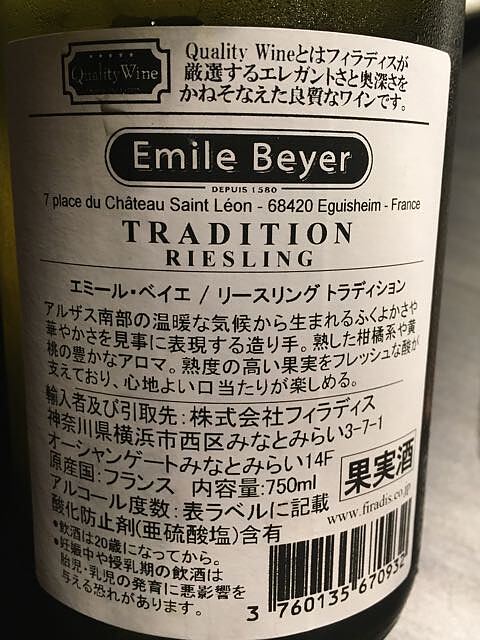 Quality Wine
Quality Wineとはフィラディスが
厳選するエレガントさと奥深さを
かねそなえた良質なワインです。
Emile Beyer
DEPUIS 1580
7 place du Château Saint Léon - 68420 Eguisheim - France
TRADITION
RIESLING
エミール・ベイエ / リースリング トラディション
アルザス南部の温暖な気候から生まれるふくよかさや
華やかさを見事に表現する造り手。熟した柑橘系や黄
桃の豊かなアロマ。熟度の高い果実をフレッシュな酸が
支えており、心地よい口当たりが楽しめる。
輸入者及び引取先:株式会社フィラディス
神奈川県横浜市西区みなとみらい3-7-1
オーシャンゲートみなとみらい14F
原産国:フランス 内容量:750ml
アルコール度数:表ラベルに記載
酸化防止剤(亜硫酸塩)含有
果実酒
www.firadis.co.jp
●飲酒は20歳になってから。
●妊娠中や授乳期の飲酒は
胎児・乳児の発育に悪影響を
与える恐れがあります。
3 760135 670932